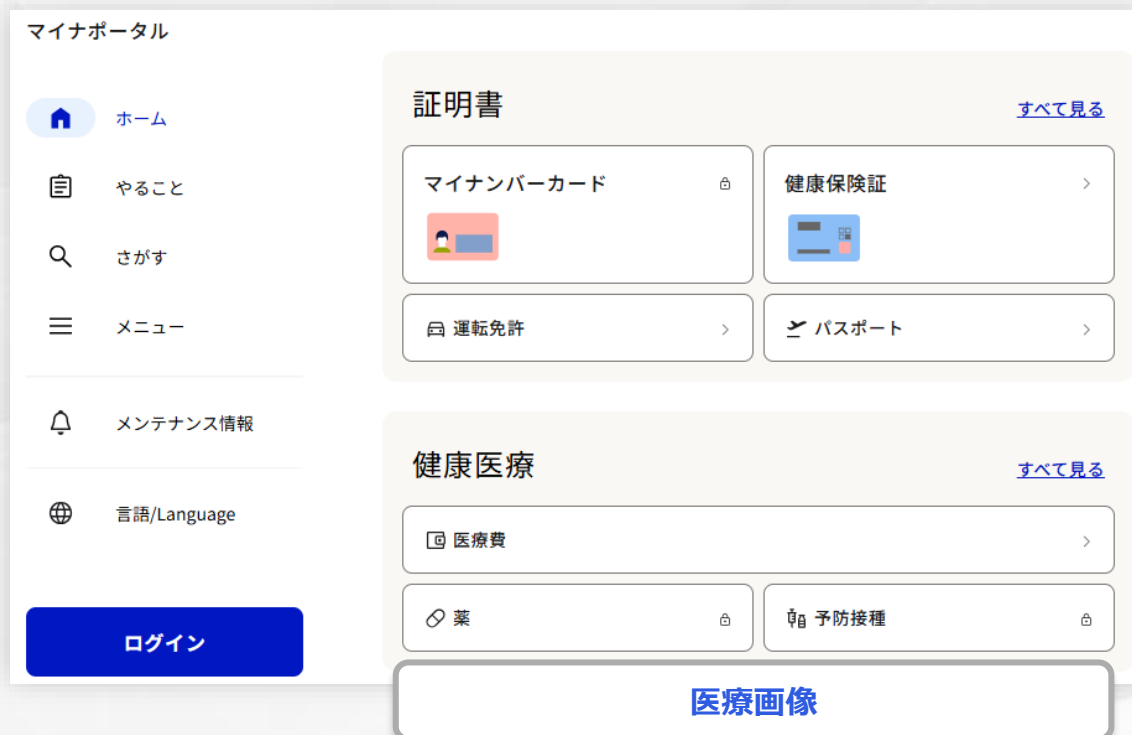 マイナポータル
ホーム
やること
さがす
メニュー
メンテナンス情報
言語/Language
ログイン
証明書
すべて見る
マイナンバーカード
健康保険証
運転免許
パスポート
健康医療
すべて見る
医療費
薬
予防接種
医療画像